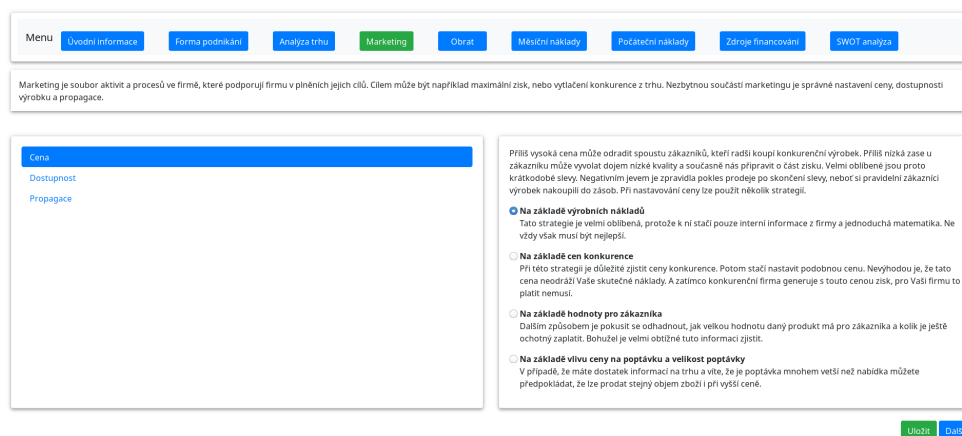 Menu
Úvodní informace
Forma podnikání
Analýza trhu
Marketing
Obrat
Měsíční náklady
Počáteční náklady
Zdroje financování
SWOT analýza
Marketing je soubor aktivit a procesů ve firmě, které podporují firmu v plněních jejich cílů. Cílem může být například maximální zisk, nebo vytlačení konkurence z trhu. Nezbytnou součástí marketingu je správné nastavení ceny, dostupnosti
výrobku a propagace.
Cena
Dostupnost
Propagace
Příliš vysoká cena může odradit spoustu zákazníků, kteří radši koupí konkurenční výrobek. Příliš nízká zase u
zákazníku může vyvolat dojem nízké kvality a současně nás připravit o část zisku. Velmi oblíbené jsou proto
krátkodobé slevy. Negativním jevem je zpravidla pokles prodeje po skončení slevy, neboť si pravidelní zákazníci
výrobek nakoupili do zásob. Při nastavování ceny lze použít několik strategií.
Na základě výrobních nákladů
Tato strategie je velmi oblíbená, protože k ní stačí pouze interní informace z firmy a jednoduchá matematika. Ne
vždy však musí být nejlepší.
Na základě cen konkurence
Při této strategii je důležité zjistit ceny konkurence. Potom stačí nastavit podobnou cenu. Nevýhodou je, že tato
cena neodráží Vaše skutečné náklady. A zatímco konkurenční firma generuje s touto cenou zisk, pro Vaši firmu to
platit nemusí.
Na základě hodnoty pro zákazníka
Dalším způsobem je pokusit se odhadnout, jak velkou hodnotu daný produkt má pro zákazníka a kolik je ještě
ochotný zaplatit. Bohužel je velmi obtížné tuto informaci zjistit.
Na základě vlivu ceny na poptávku a velikost poptávky
V případě, že máte dostatek informací na trhu a víte, že je poptávka mnohem vetší než nabídka můžete
předpokládát, že lze prodat stejný objem zboží i při vyšší ceně.
Uložit
Další